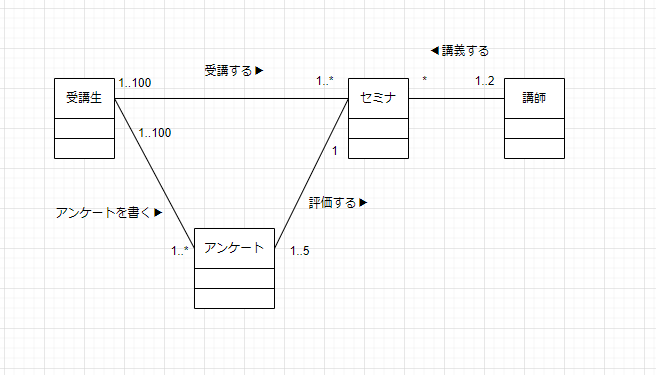 ◀講義する
受講する▶
受講生
1..100
1..*
セミナ
*
1..2
講師
1..100
1
アンケートを書く▶
評価する▶
1..*
アンケート
1..5